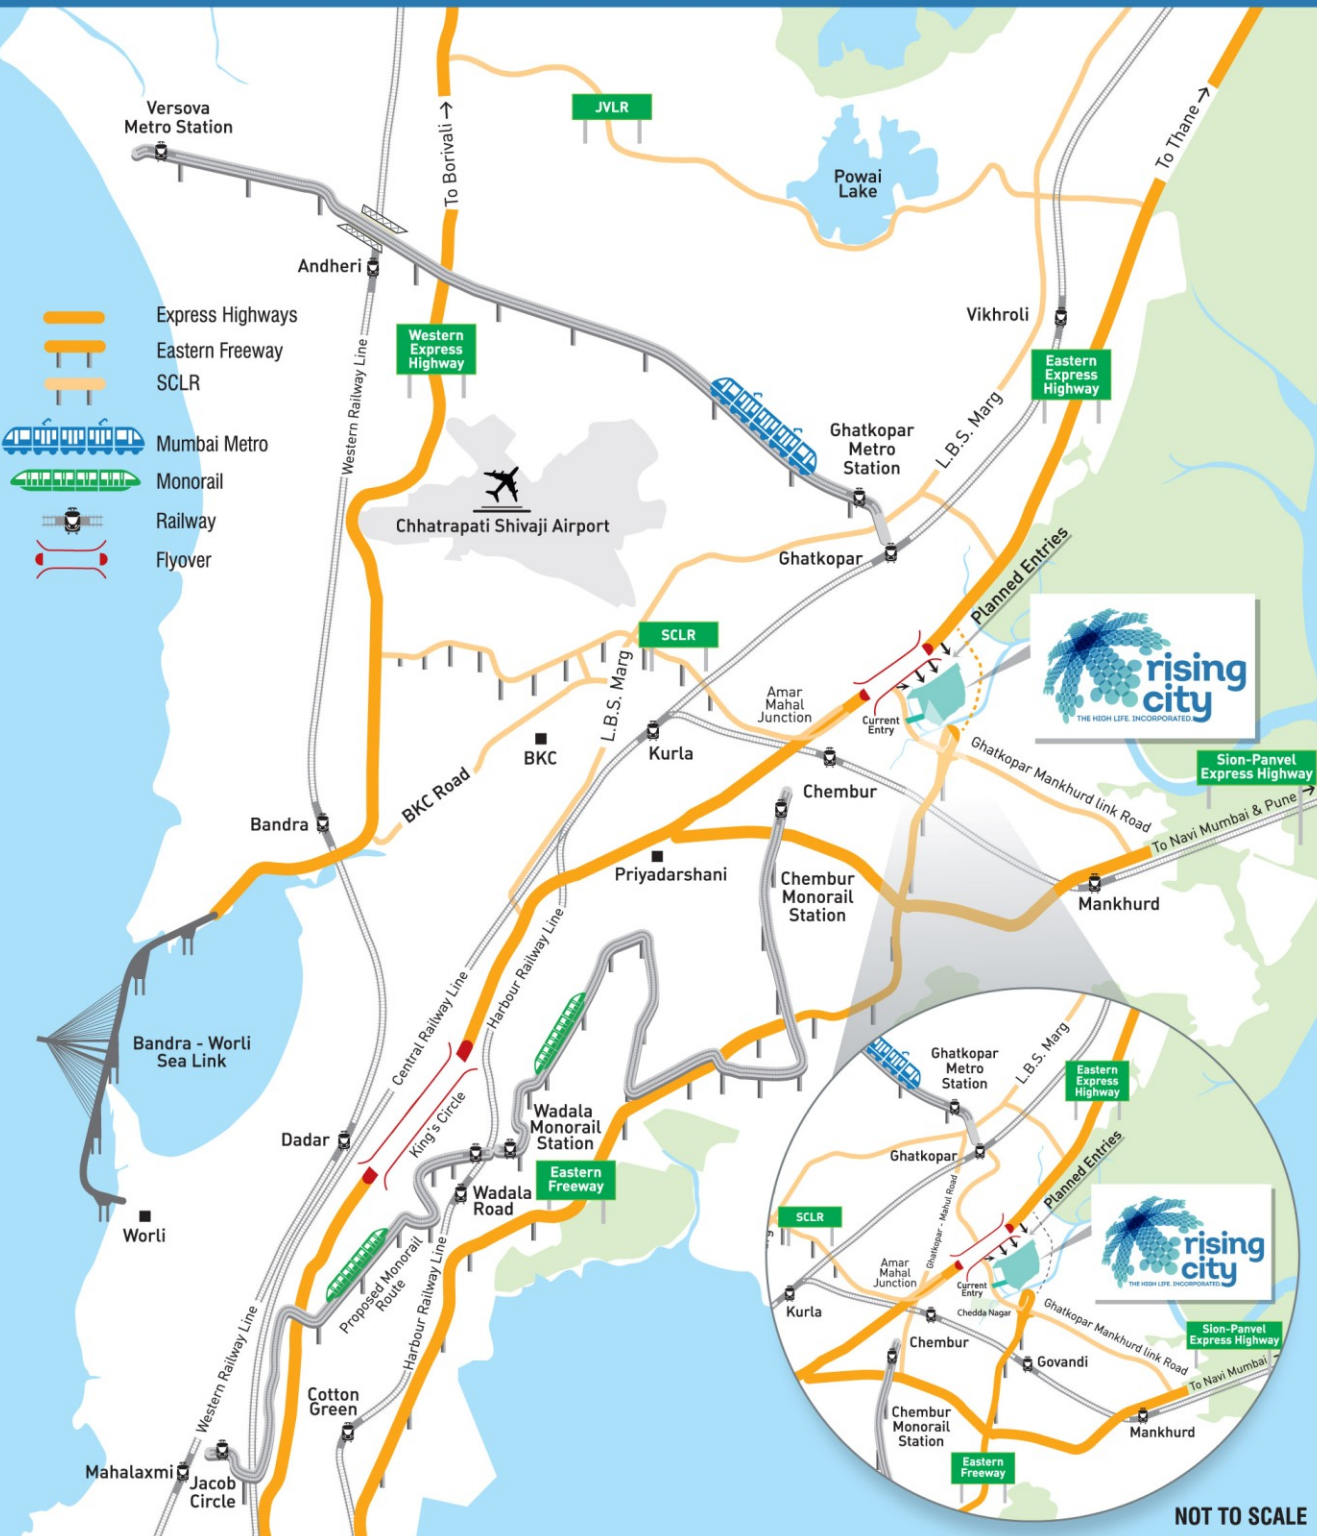 Versova
Metro Station
To Borivali
JVLR
Powai
Lake
To Thane
Andheri
Vikhroli
Express Highways
Eastern Freeway
SCLR
Mumbai Metro
Monorail
Railway
Flyover
Western Railway Line
Western
Express
Highway
Eastern
Express
Highway
L.B.S. Marg
Ghatkopar
Metro
Station
Chhatrapati Shivaji Airport
Ghatkopar
Planned Entries
SCLR
L.B.S. Marg
rising
city
THE HIGH LIFE. INCORPORATED.
Amar
Mahal
Junction
Current
Entry
BKC
Kurla
Ghatkopar Mankhurd link Road
Sion-Panvel
Express Highway
To Navi Mumbai & Pune
BKC Road
Chembur
Bandra
Priyadarshani
Chembur
Monorail
Station
Mankhurd
Central Railway Line
Harbour Railway Line
Bandra - Worli
Sea Link
King's Circle
Wadala
Monorail
Station
Dadar
Eastern
Freeway
Wadala
Road
Worli
Proposed Monorail
Route
Harbour Railway Line
Western Railway Line
Cotton
Green
Mahalaxmi
Jacob
Circle
Ghatkopar
Metro
Station
L.B.S. Marg
Eastern
Express
Highway
Ghatkopar
Planned Entries
Ghatkopar - Mahul Road
SCLR
rg
rising
city
THE HIGH LIFE. INCORPORATED.
Amar
Mahal
Junction
Current
Entry
Kurla
Chedda Nagar
Ghatkopar Mankhurd link Road
Sion-Panvel
Express Highway
Chembur
Govandi
To Navi Mumbai
Chembur
Monorail
Station
Mankhurd
Eastern
Freeway
NOT TO SCALE